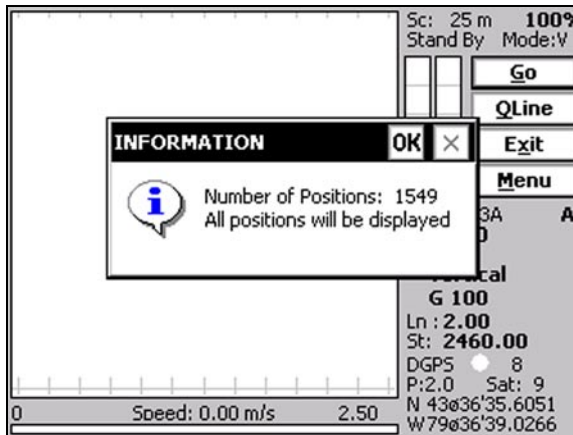 Sc: 25 m 100%
Stand By Mode:V
Go
QLine
Exit
Menu
INFORMATION OK
Number of Positions: 1549
All positions will be displayed
3A A
G 100
Ln : 2.00
St: 2460.00
DGPS 8
P:2.0 Sat: 9
N 43ø36'35.6051
W79ø36'39.0266
0 Speed: 0.00 m/s 2.50